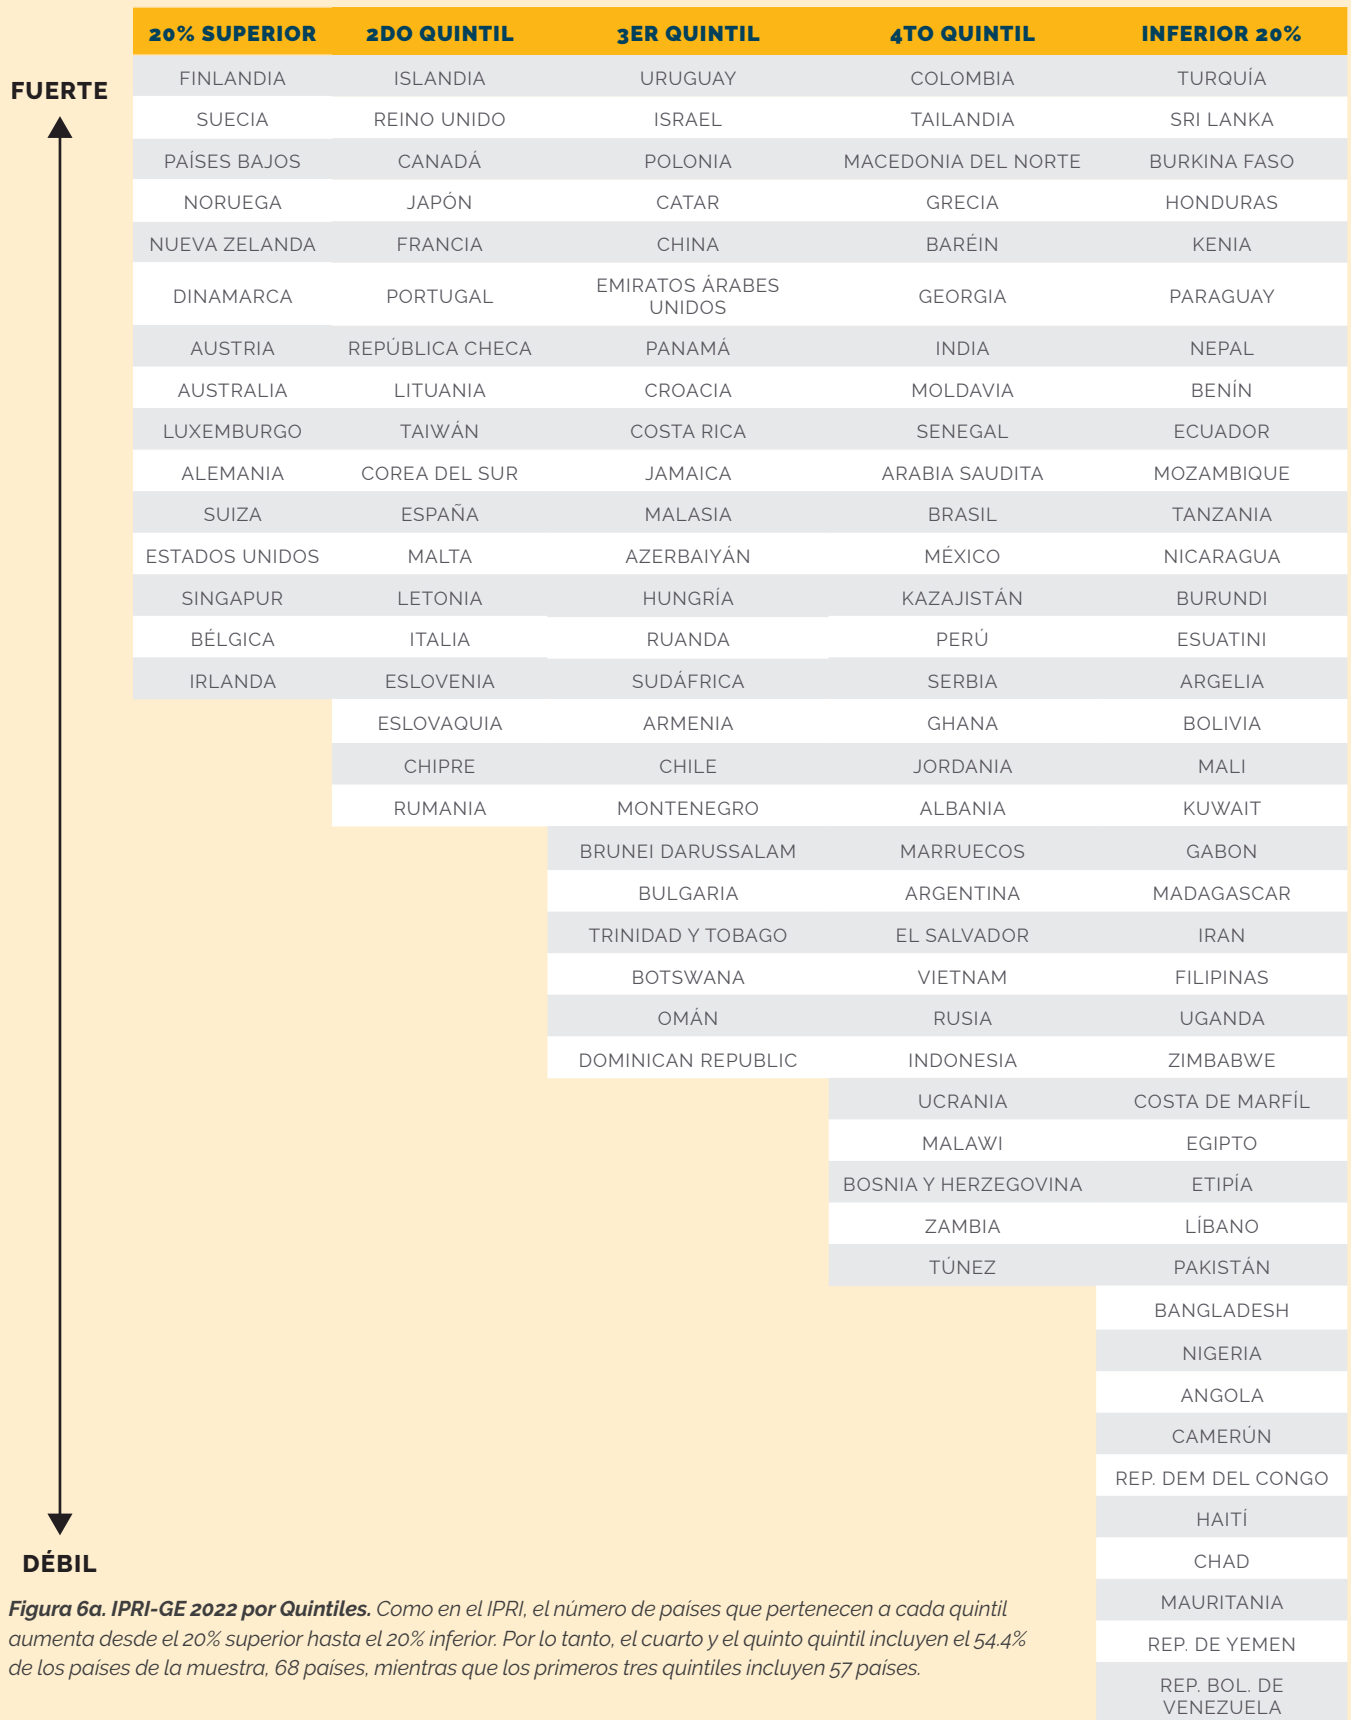 20% SUPERIOR 2DO QUINTIL 3ER QUINTIL 4TO QUINTIL INFERIOR 20%
FUERTE
FINLANDIA ISLANDIA URUGUAY COLOMBIA TURQUÍA
SUECIA REINO UNIDO ISRAEL TAILANDIA SRI LANKA
PAÍSES BAJOS CANADÁ POLONIA MACEDONIA DEL NORTE BURKINA FASO
NORUEGA JAPÓN CATAR GRECIA HONDURAS
NUEVA ZELANDA FRANCIA CHINA BARÉIN KENIA
DINAMARCA PORTUGAL EMIRATOS ÁRABES UNIDOS GEORGIA PARAGUAY
AUSTRIA REPÚBLICA CHECA PANAMÁ INDIA NEPAL
AUSTRALIA LITUANIA CROACIA MOLDAVIA BENÍN
LUXEMBURGO TAIWÁN COSTA RICA SENEGAL ECUADOR
ALEMANIA COREA DEL SUR JAMAICA ARABIA SAUDITA MOZAMBIQUE
SUIZA ESPAÑA MALASIA BRASIL TANZANIA
ESTADOS UNIDOS MALTA AZERBAIYÁN MÉXICO NICARAGUA
SINGAPUR LETONIA HUNGRÍA KAZAJISTÁN BURUNDI
BÉLGICA ITALIA RUANDA PERÚ ESUATINI
IRLANDA ESLOVENIA SUDÁFRICA SERBIA ARGELIA
ESLOVAQUIA ARMENIA GHANA BOLIVIA
CHIPRE CHILE JORDANIA MALI
RUMANIA MONTENEGRO ALBANIA KUWAIT
BRUNEI DARUSSALAM MARRUECOS GABON
BULGARIA ARGENTINA MADAGASCAR
TRINIDAD Y TOBAGO EL SALVADOR IRAN
BOTSWANA VIETNAM FILIPINAS
OMÁN RUSIA UGANDA
DOMINICAN REPUBLIC INDONESIA ZIMBABWE
UCRANIA COSTA DE MARFÍL
MALAWI EGIPTO
BOSNIA Y HERZEGOVINA ETIPÍA
ZAMBIA LÍBANO
TÚNEZ PAKISTÁN
BANGLADESH
NIGERIA
ANGOLA
CAMERÚN
REP. DEM DEL CONGO
HAITÍ
CHAD
MAURITANIA
REP. DE YEMEN
REP. BOL. DE
VENEZUELA
DÉBIL
Figura 6a. IPRI-GE 2022 por Quintiles. Como en el IPRI, el número de países que pertenecen a cada quintil
aumenta desde el 20% superior hasta el 20% inferior. Por lo tanto, el cuarto y el quinto quintil incluyen el 54.4%
de los países de la muestra, 68 países, mientras que los primeros tres quintiles incluyen 57 países.